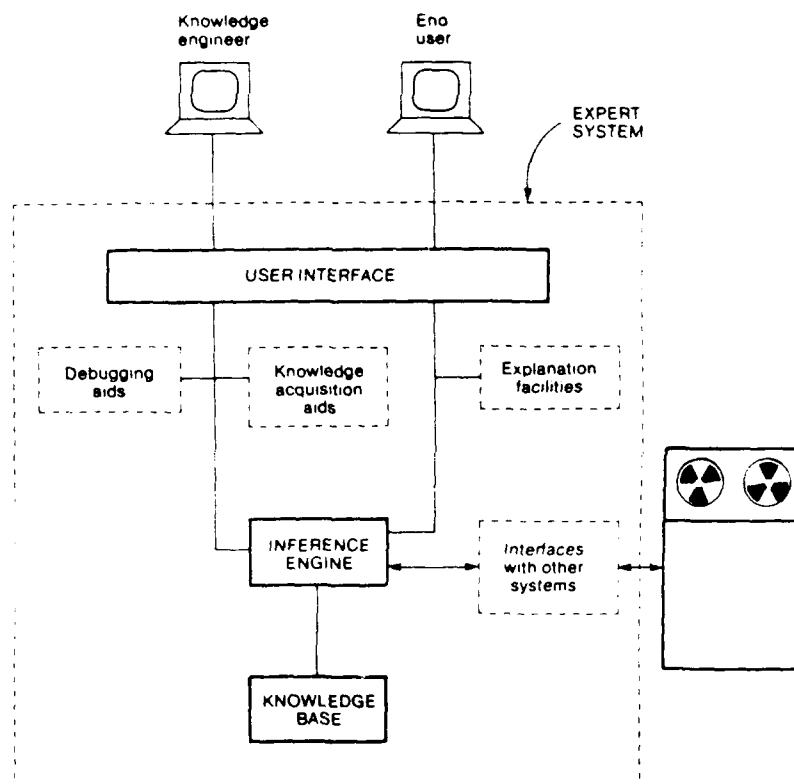 Knowledge
engineer
End
user
EXPERT
SYSTEM
USER INTERFACE
Debugging
aids
Knowledge
acquisition
aids
Explanation
facilities
INFERENCE
ENGINE
Interfaces
with other
systems
KNOWLEDGE
BASE